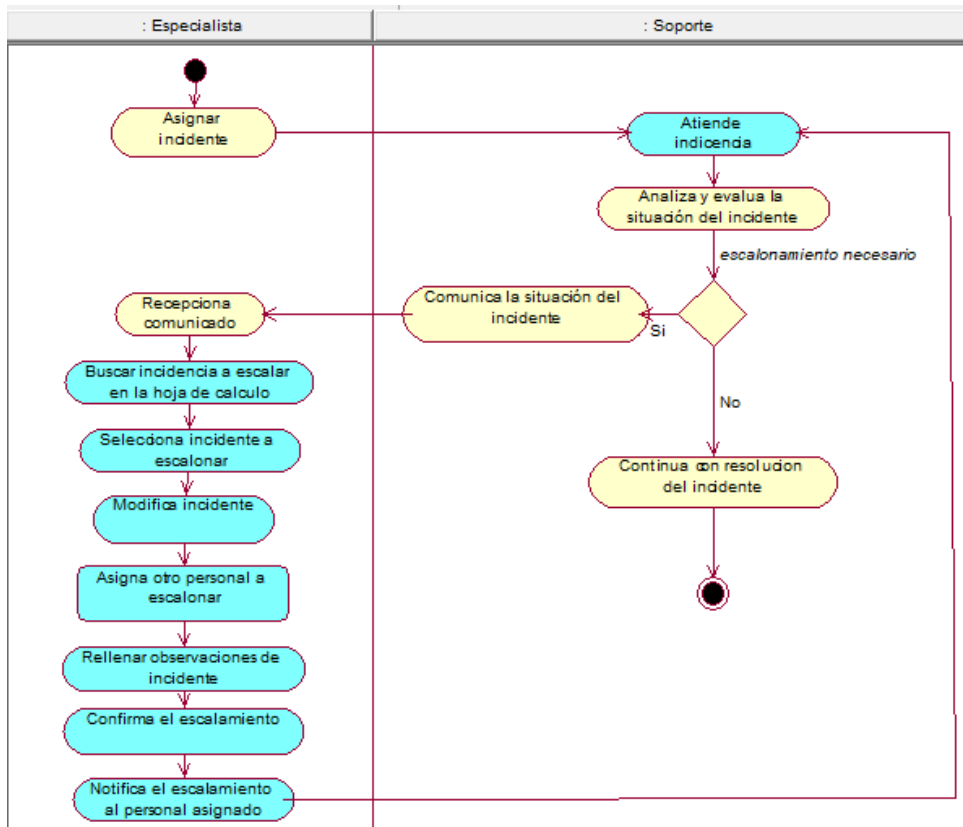 : Especialista
: Soporte
Asignar
incidente
Atiende
indicencia
Analiza y evalua la
situación del incidente
escalonamiento necesario
Comunica la situación del
incidente
Si
Recepciona
comunicado
Buscar incidencia a escalar
en la hoja de calculo
Selecciona incidente a
escalonar
No
Modifica incidente
Continua con resolucion
del incidente
Asigna otro personal a
escalonar
Rellenar observaciones de
incidente
Confirma el escalamiento
Notifica el escalamiento
al personal asignado